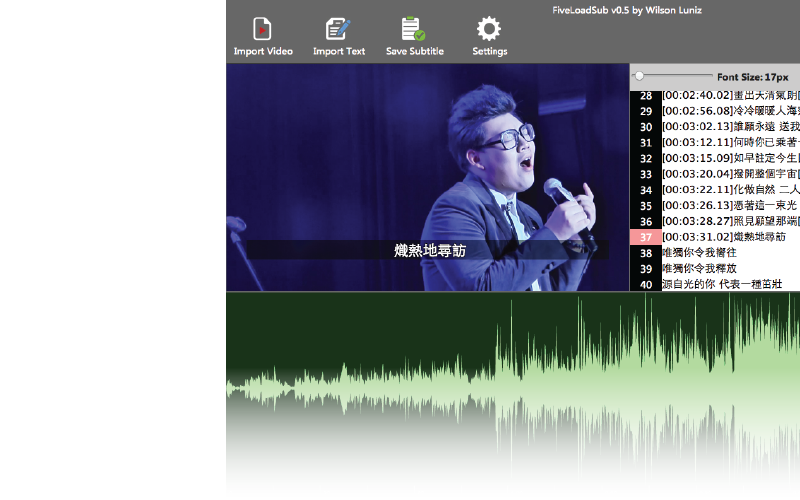 FiveLoadSub v0.5 by Wilson Luniz
Import Video
Import Text
Save Subtitle
Settings
Font Size: 17px
28 [00:02:40.02]畫出天清氣朗[
29 [00:02:56.08]冷冷暖暖人海
30 [00:03:02.13]誰願永遠 送我
31 [00:03:12.11]何時你已乘著
32 [00:03:15.09]如早註定今生
33 [00:03:20.04]撥開整個宇宙[
34 [00:03:22.11]化做自然 二人
35 [00:03:26.13]憑著這一束光
36 [00:03:28.27]照見願望那端[
37 [00:03:31.02]熾熱地尋訪
38 唯獨你令我嚮往
39 唯獨你令我釋放
40 源自光的你 代表一種茁壯
熾熱地尋訪